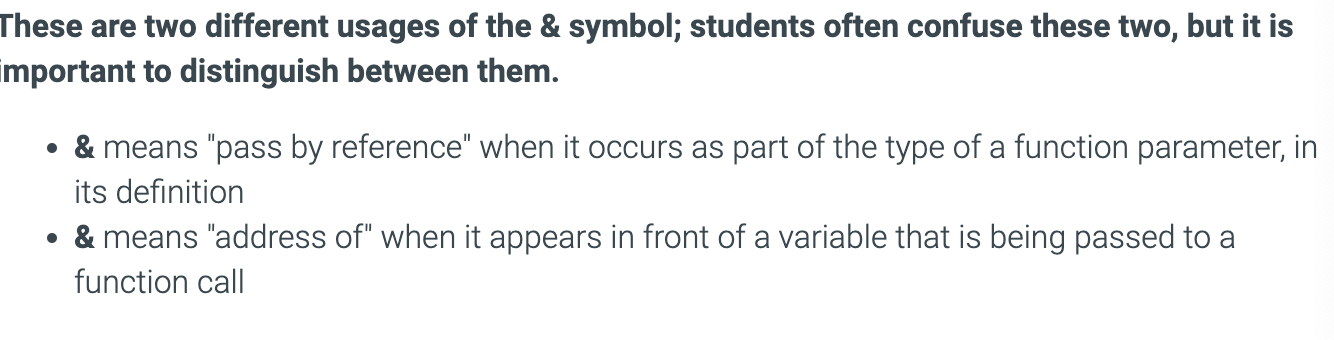 These are two different usages of the & symbol; students often confuse these two, but it is
important to distinguish between them.
• & means "pass by reference" when it occurs as part of the type of a function parameter, in
its definition
• & means "address of" when it appears in front of a variable that is being passed to a
function call